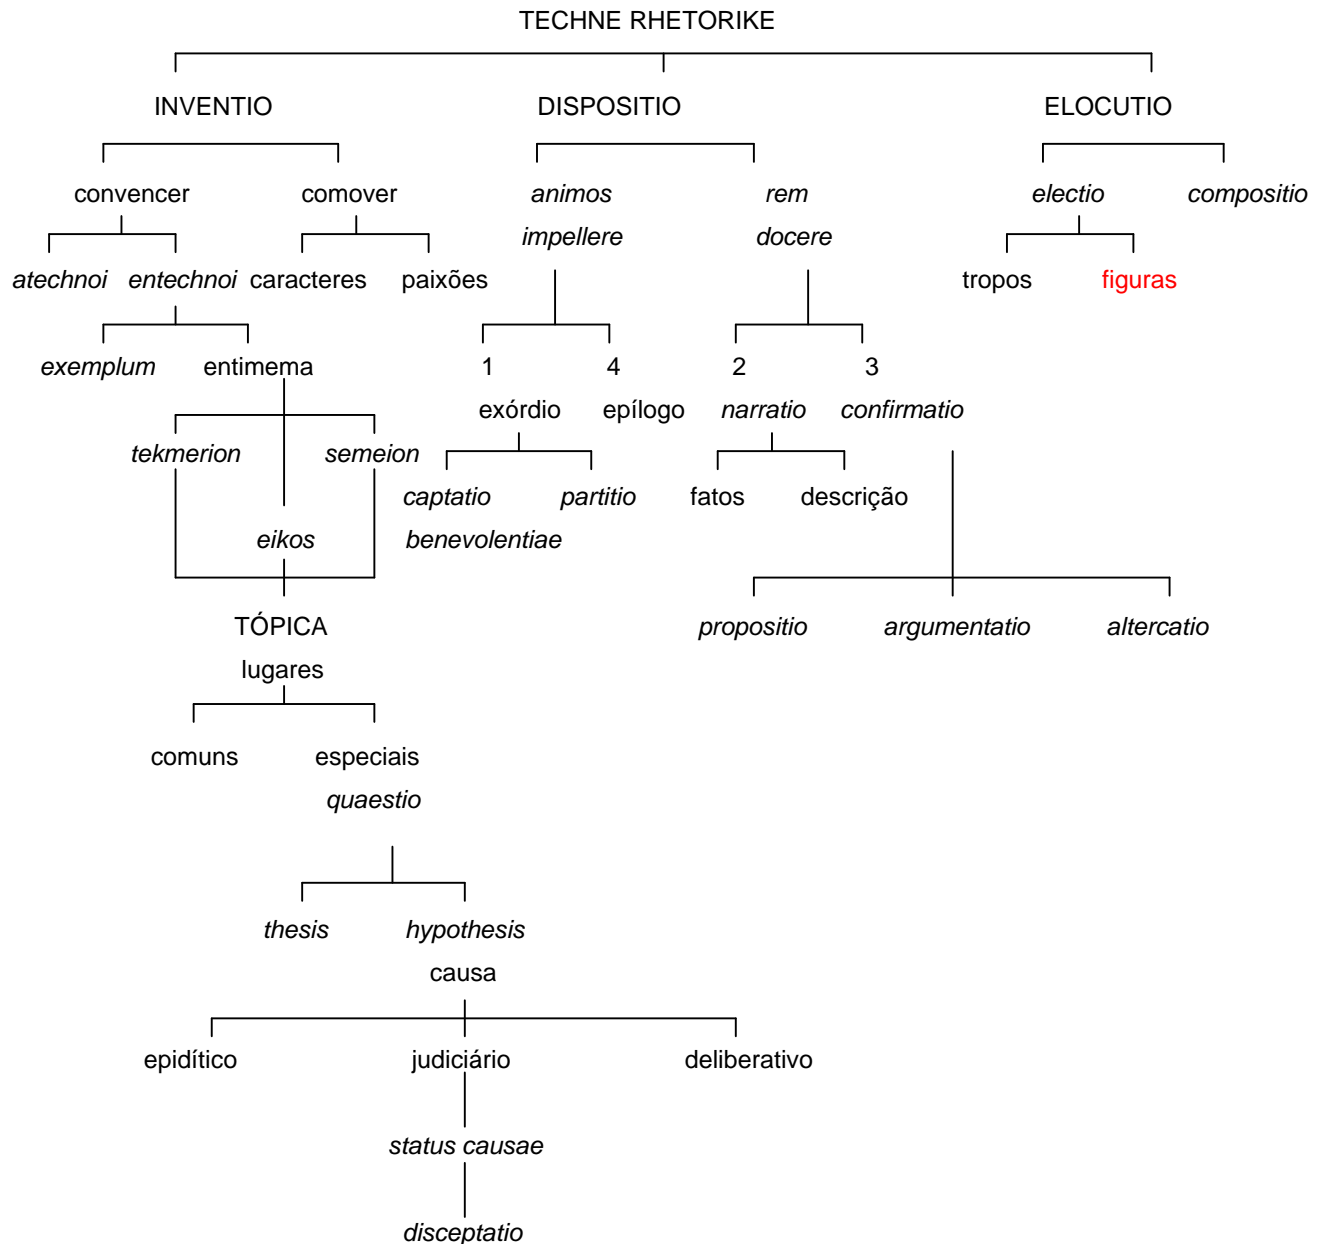 TECHNE RHETORIKE
INVENTIO DISPOSITIO ELOCUTIO
convencer comover animos rem electio compositio
impellere docere
atechnoi entechnoi caracteres paixões tropos figuras
exemplum entimema 1 4 2 3
exórdio epílogo narratio confirmatio
tekmerion semeion
captatio partitio fatos descrição
eikos benevolentiae
TÓPICA propositio argumentatio altercatio
lugares
comuns especiais
quaestio
thesis hypothesis
causa
epidítico judiciário deliberativo
status causae
disceptatio